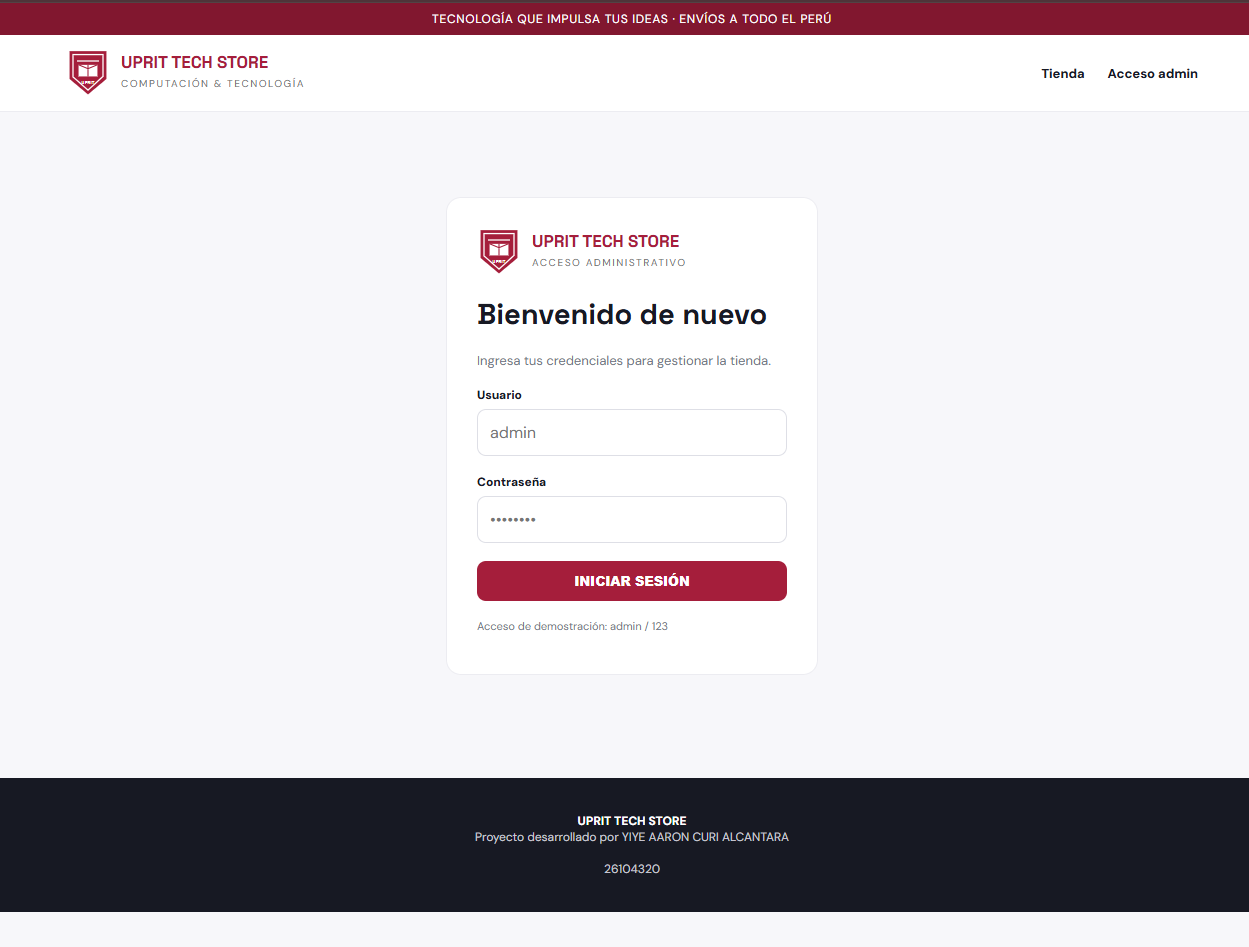 TECNOLOGÍA QUE IMPULSA TUS IDEAS · ENVÍOS A TODO EL PERÚ
UPRIT
UPRIT TECH STORE
COMPUTACIÓN & TECNOLOGÍA
Tienda
Acceso admin
UPRIT
UPRIT TECH STORE
ACCESO ADMINISTRATIVO
Bienvenido de nuevo
Ingresa tus credenciales para gestionar la tienda.
Usuario
admin
Contraseña
••••••••
INICIAR SESIÓN
Acceso de demostración: admin / 123
UPRIT TECH STORE
Proyecto desarrollado por YIYE AARON CURI ALCANTARA
26104320